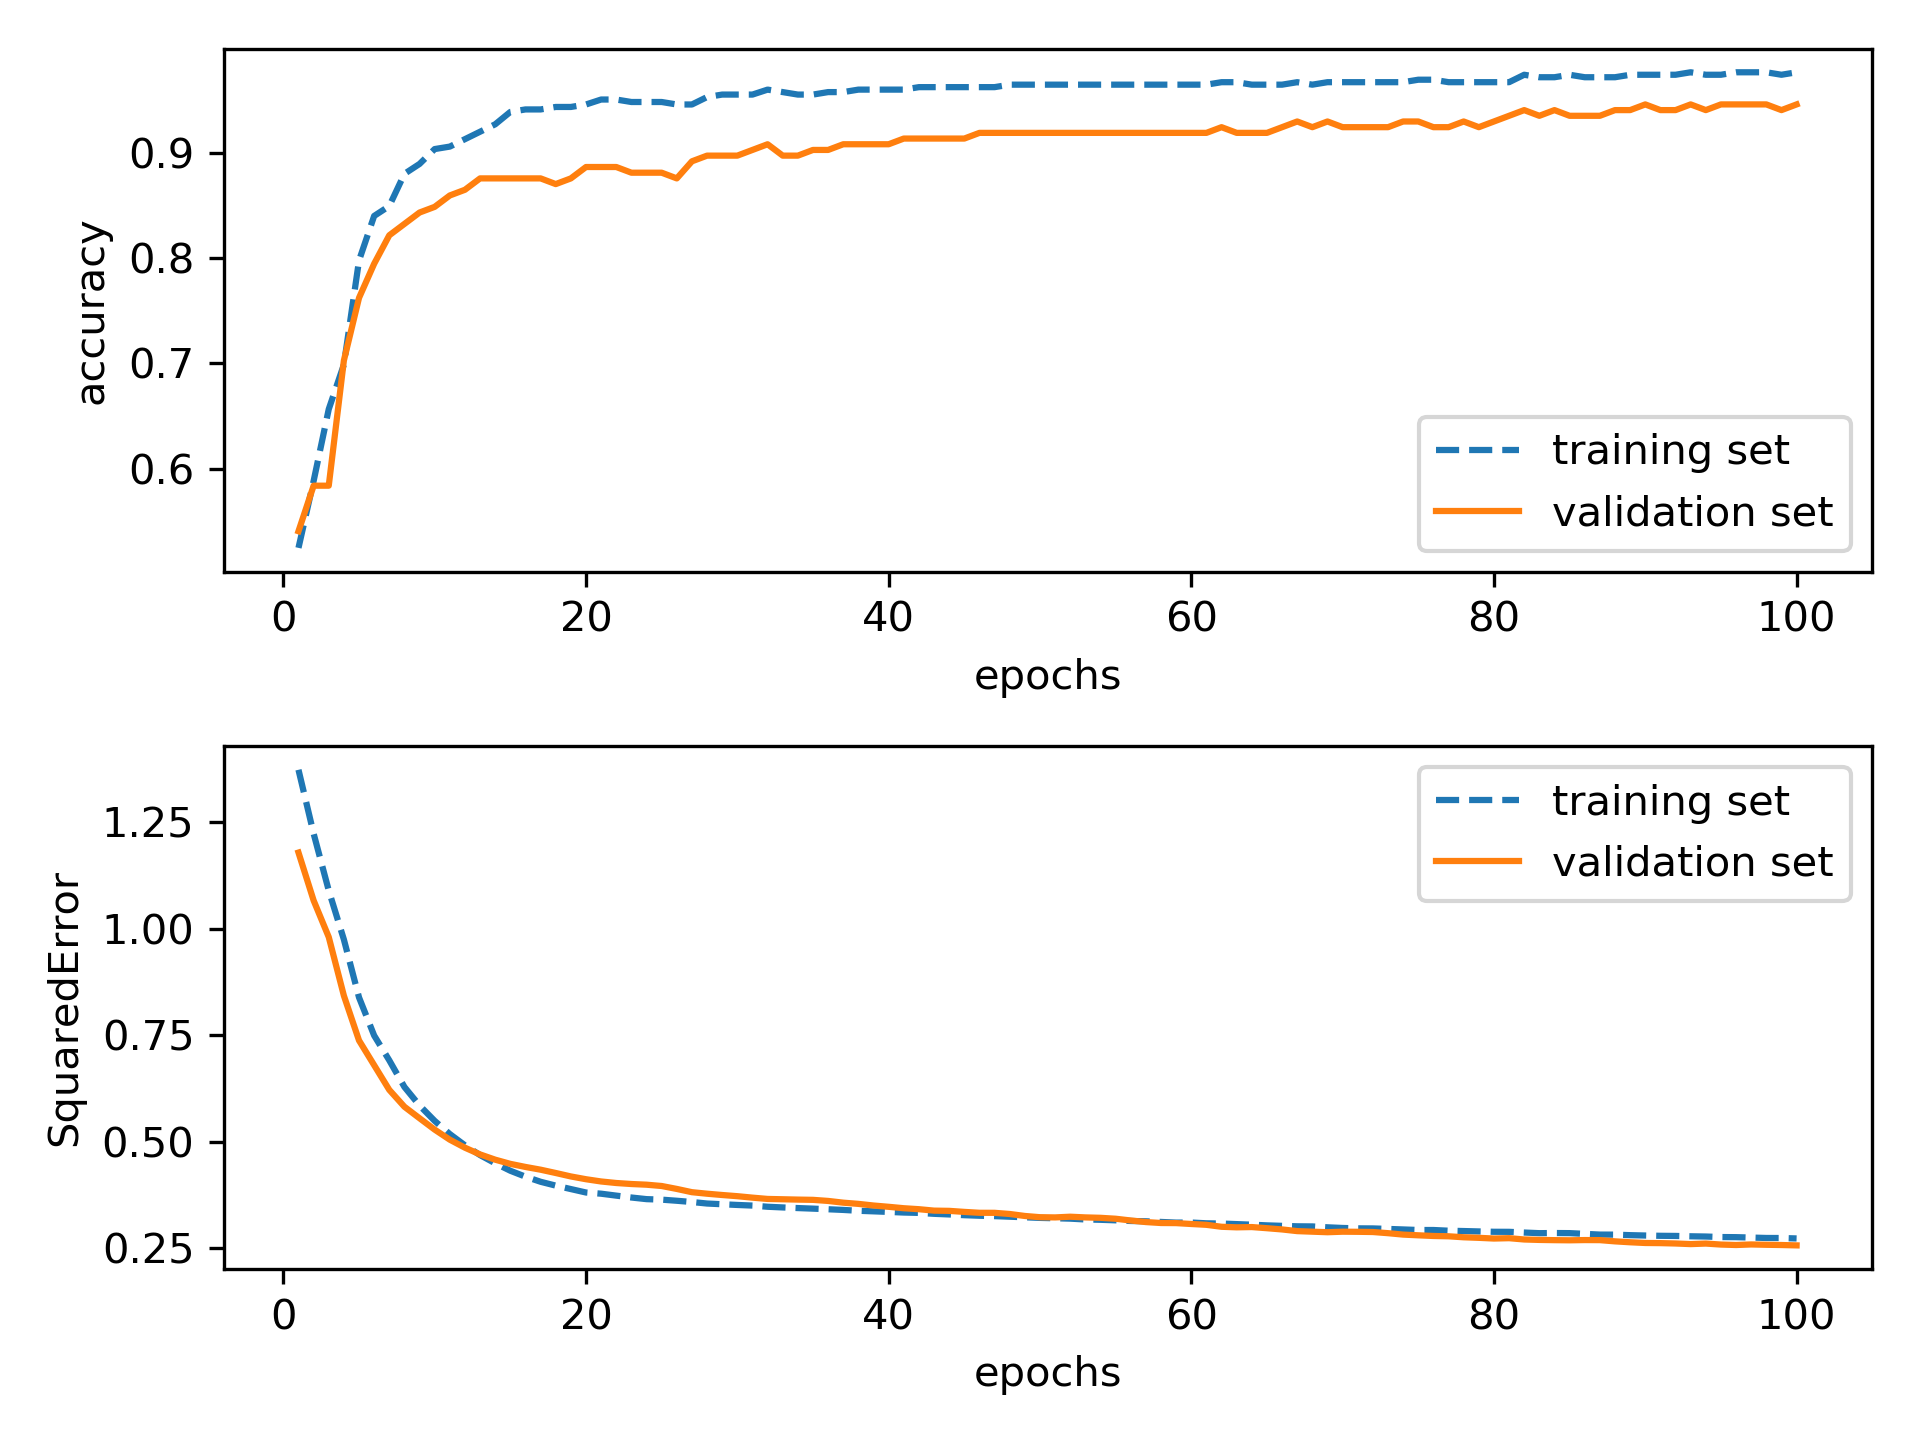 accuracy
0.9
0.8
0.7
0.6
training set
validation set
0 20 40 60 80 100
epochs
SquaredError
1.25
1.00
0.75
0.50
0.25
training set
validation set
0 20 40 60 80 100
epochs